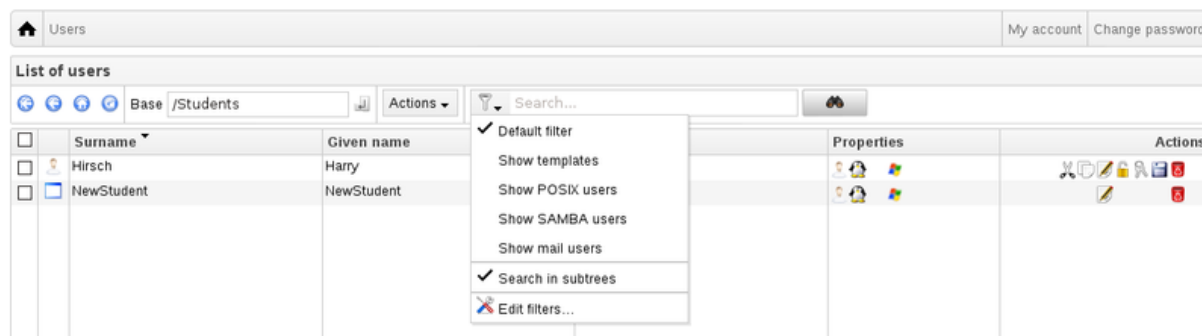 Users My account Change password
List of users
Base /Students Actions Search...
Surname Given name Properties Actions
Default filter
Show templates
Show POSIX users
Show SAMBA users
Show mail users
Search in subtrees
Edit filters...
Hirsch Harry
NewStudent NewStudent